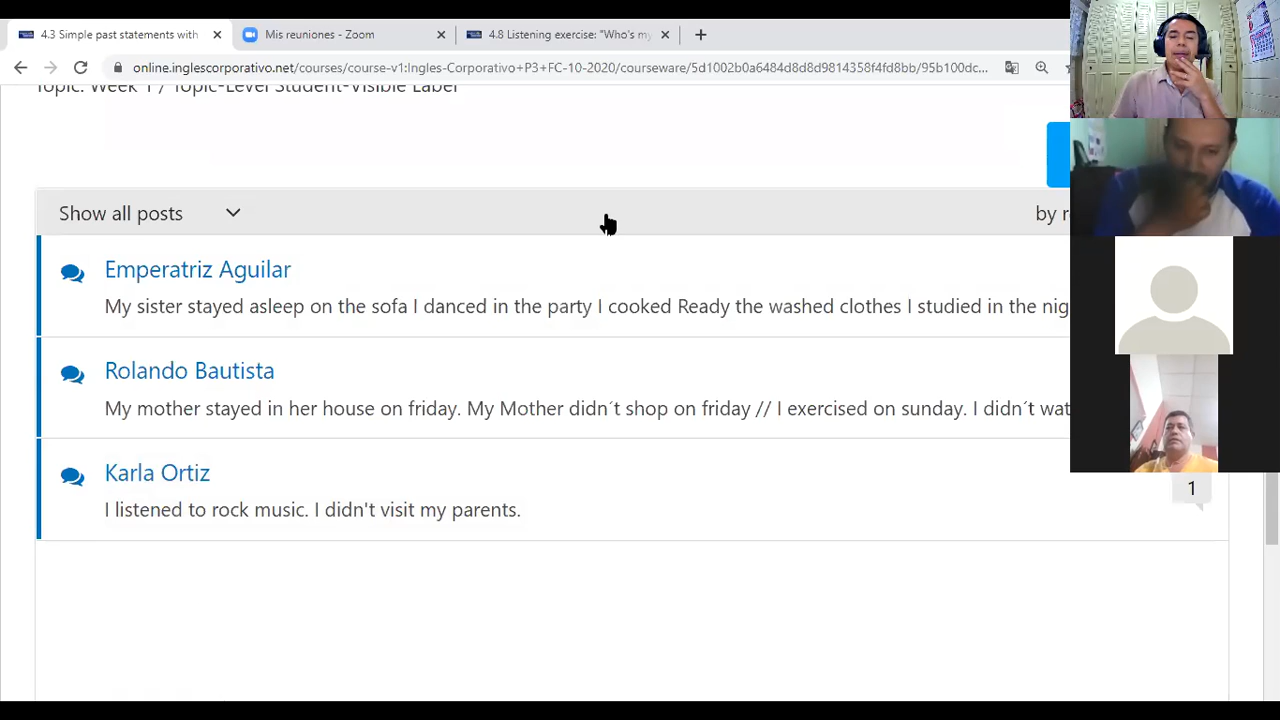 4.3 Simple past statements with
Mis reuniones - Zoom
4.8 Listening exercise: "Who's my
online.inglescorporativo.net/courses/course-v1:Ingles-Corporativo+P3+FC-10-2020/courseware/5d1002b0a6484d8d8d9814358f4fd8bb/95b100dc...
Topic: Week 1 / Topic-Level Student-Visible Label
Show all posts
by
Emperatriz Aguilar
My sister stayed asleep on the sofa I danced in the party I cooked Ready the washed clothes I studied in the
Rolando Bautista
My mother stayed in her house on friday. My Mother didn´t shop on friday // I exercised on sunday. I didn´t
Karla Ortiz
I listened to rock music. I didn't visit my parents.
1